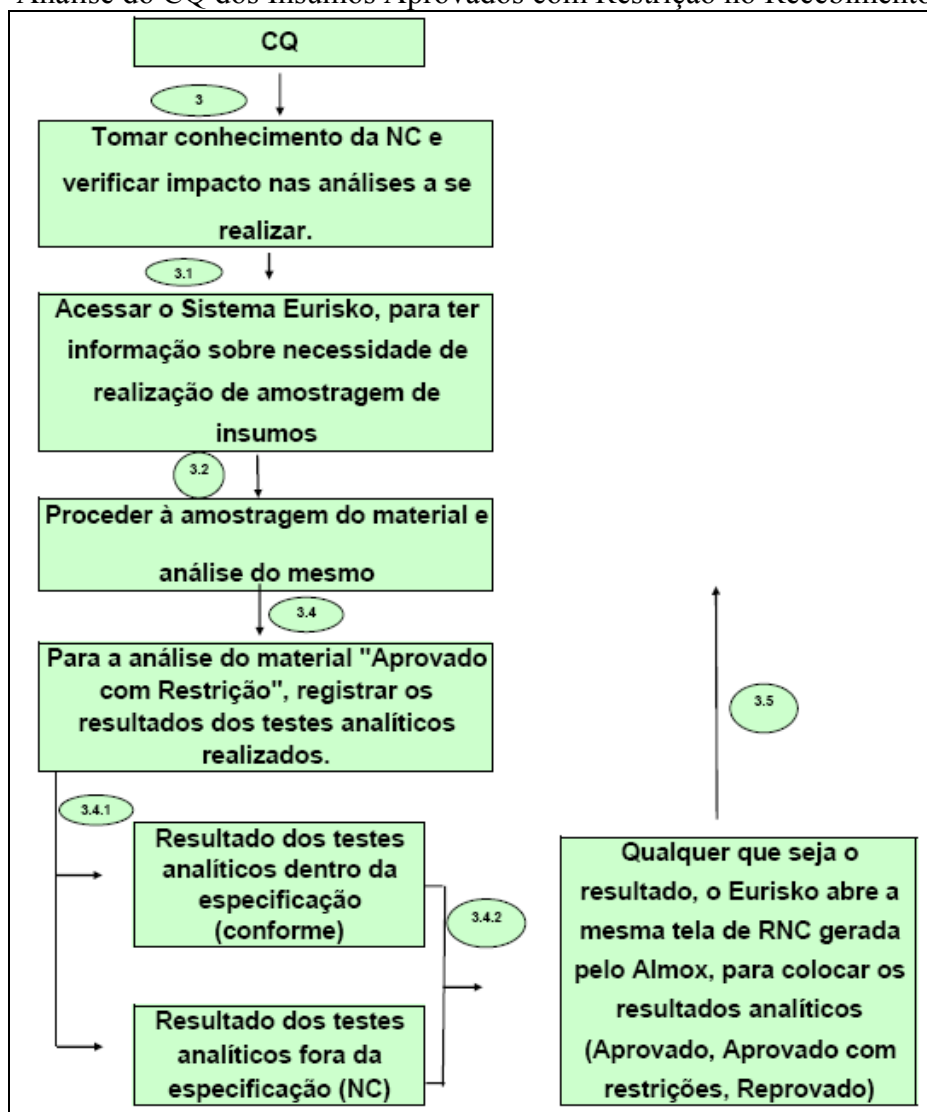 Análise do CQ dos Insumos Aprovados com Restrição no Recebimento
CQ
3
Tomar conhecimento da NC e
verificar impacto nas análises a se
realizar.
3.1
Acessar o Sistema Eurisko, para ter
informação sobre necessidade de
realização de amostragem de
insumos
3.2
Proceder à amostragem do material e
análise do mesmo
3.4
Para a análise do material "Aprovado
com Restrição", registrar os
resultados dos testes analíticos
realizados.
3.4.1
Resultado dos testes
analíticos dentro da
especificação
(conforme)
3.4.2
Resultado dos testes
analíticos fora da
especificação (NC)
3.5
Qualquer que seja o
resultado, o Eurisko abre a
mesma tela de RNC gerada
pelo Almox, para colocar os
resultados analíticos
(Aprovado, Aprovado com
restrições, Reprovado)